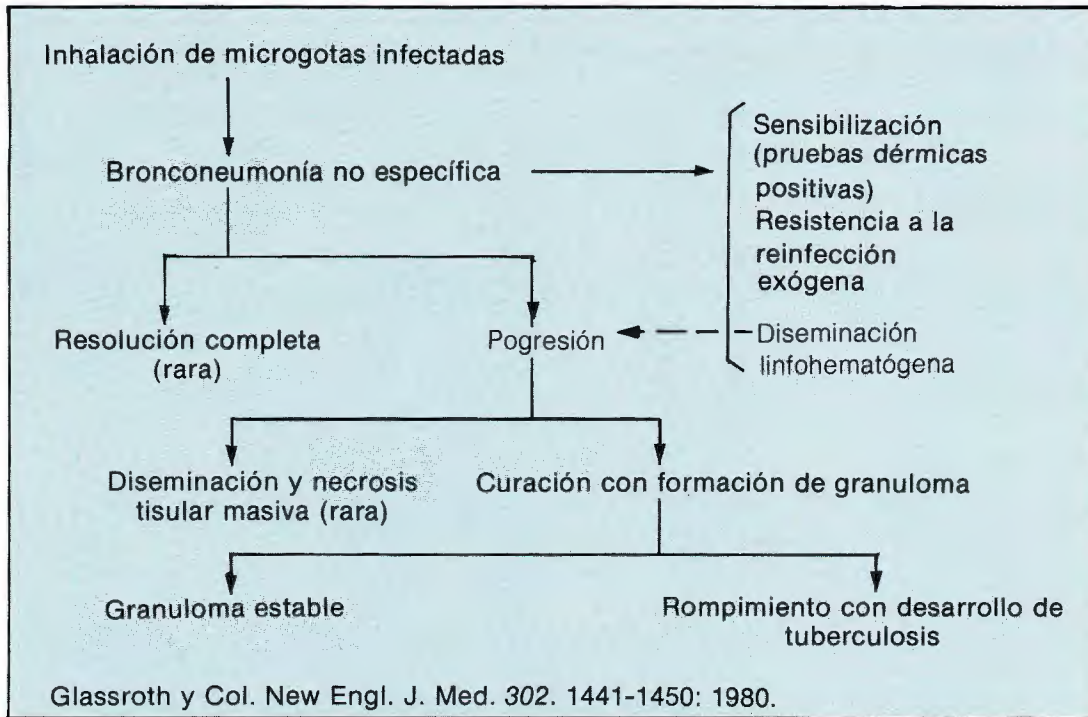 Inhalación de microgotas infectadas
Bronconeumonía no específica
Sensibilización
(pruebas dérmicas
positivas)
Resistencia a la
reinfección
exógena
Diseminación
linfohematógena
Resolución completa
(rara)
Pogresión
Diseminación y necrosis
tisular masiva (rara)
Curación con formación de granuloma
Granuloma estable
Rompimiento con desarrollo de
tuberculosis
Glassroth y Col. New Engl. J. Med. 302. 1441-1450: 1980.